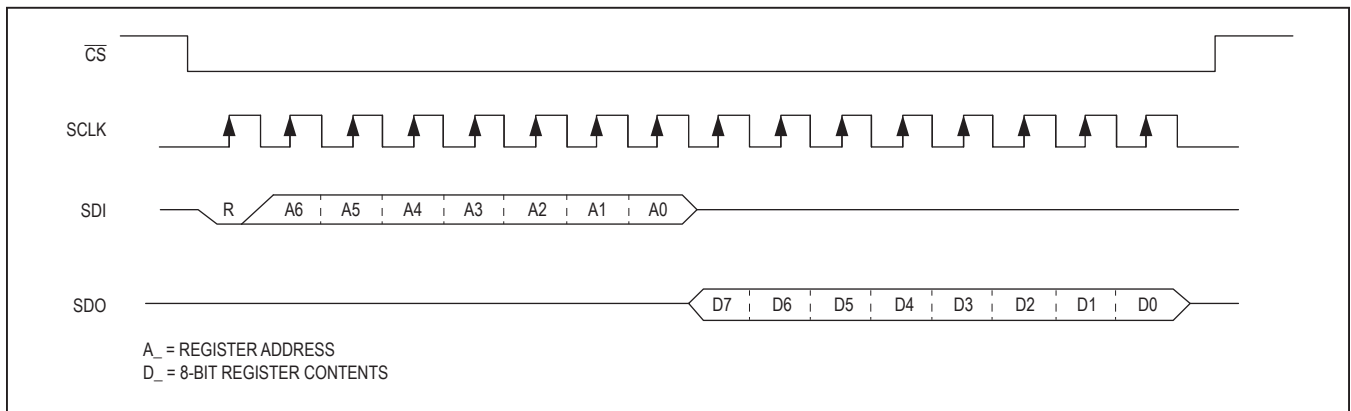 C̅S̅
SCLK
SDI R A6 A5 A4 A3 A2 A1 A0
SDO D7 D6 D5 D4 D3 D2 D1 D0
A_ = REGISTER ADDRESS
D_ = 8-BIT REGISTER CONTENTS